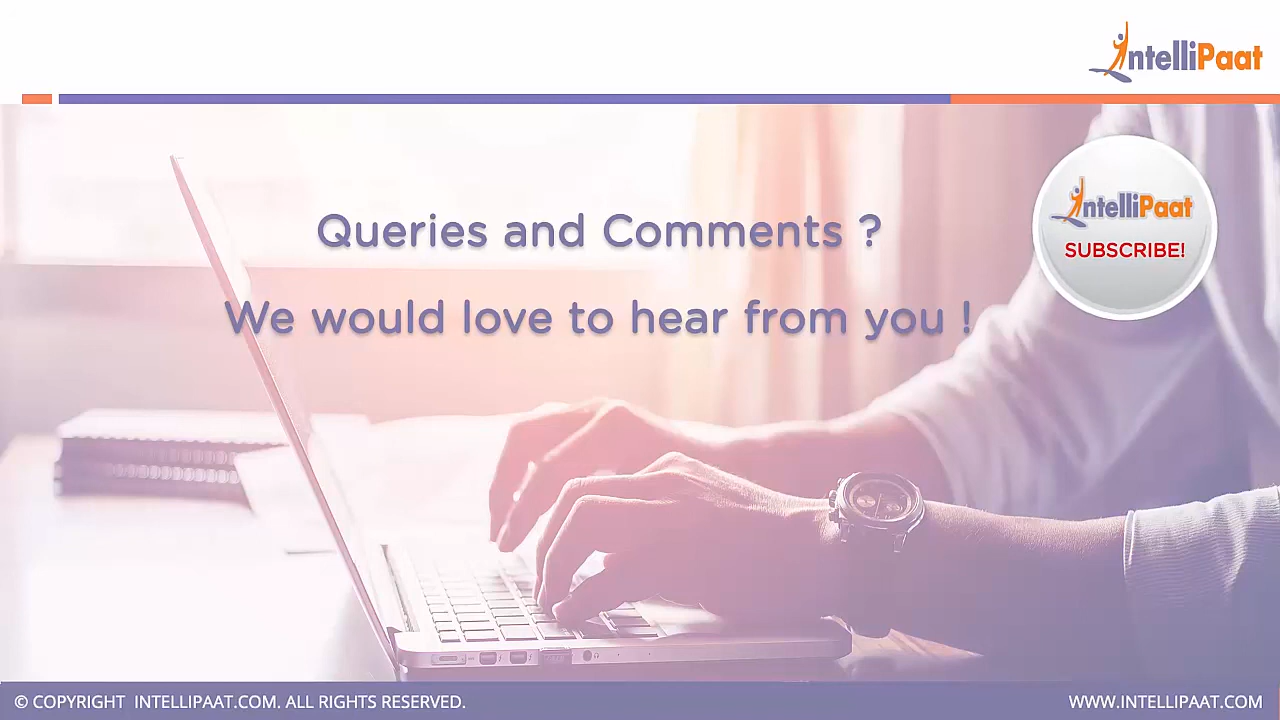 IntelliPaat
Queries and Comments ?
We would love to hear from you !
IntelliPaat
SUBSCRIBE!
© COPYRIGHT INTELLIPAAT.COM. ALL RIGHTS RESERVED.
WWW.INTELLIPAAT.COM